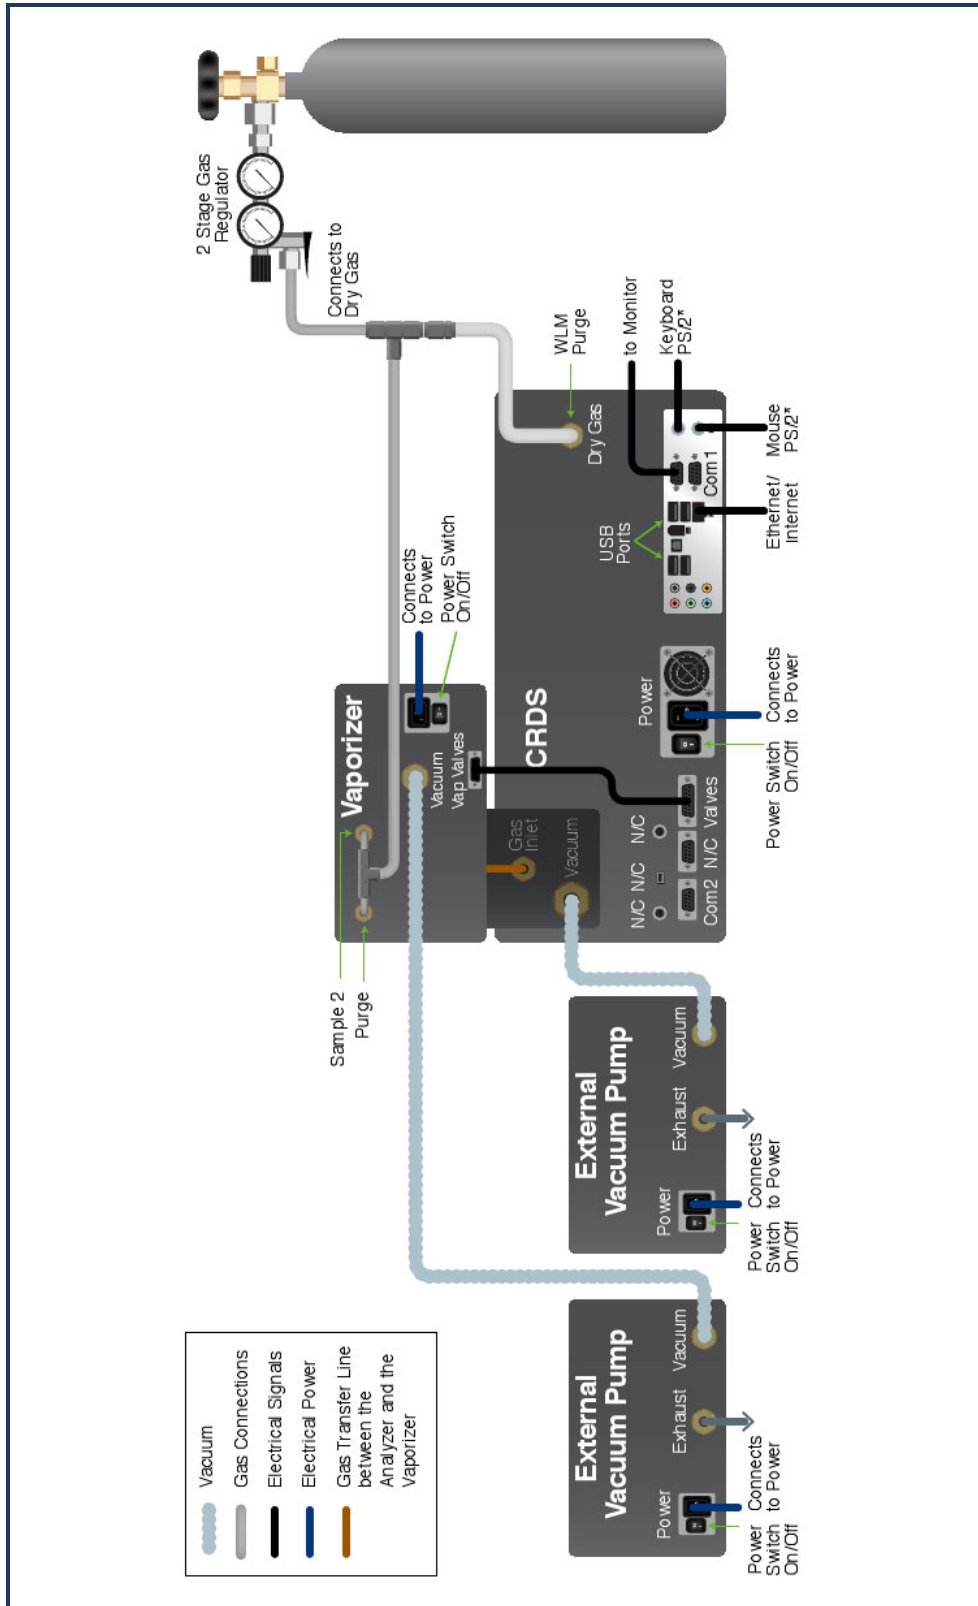 Vacuum
Gas Connections
Electrical Signals
Electrical Power
Gas Transfer Line
between the
Analyzer and the
Vaporizer
2 Stage Gas
Regulator
Connects to
Dry Gas
Sample 2
Purge
Vaporizer
Vacuum
Vap Valves
Connects
to Power
Power Switch
On/Off
CRDS
Gas
Inlet
Vacuum
Dry Gas
WLM
Purge
N/C
N/C
N/C
Com2
N/C
Valves
Power
Power
Switch
On/Off
Connects
to Power
USB
Ports
Com1
to Monitor
Keyboard
PS/2*
Mouse
PS/2*
Ethernet/
Internet
External
Vacuum Pump
Power
Exhaust
Vacuum
Power
Switch
On/Off
Connects
to Power
External
Vacuum Pump
Power
Exhaust
Vacuum
Power
Switch
On/Off
Connects
to Power